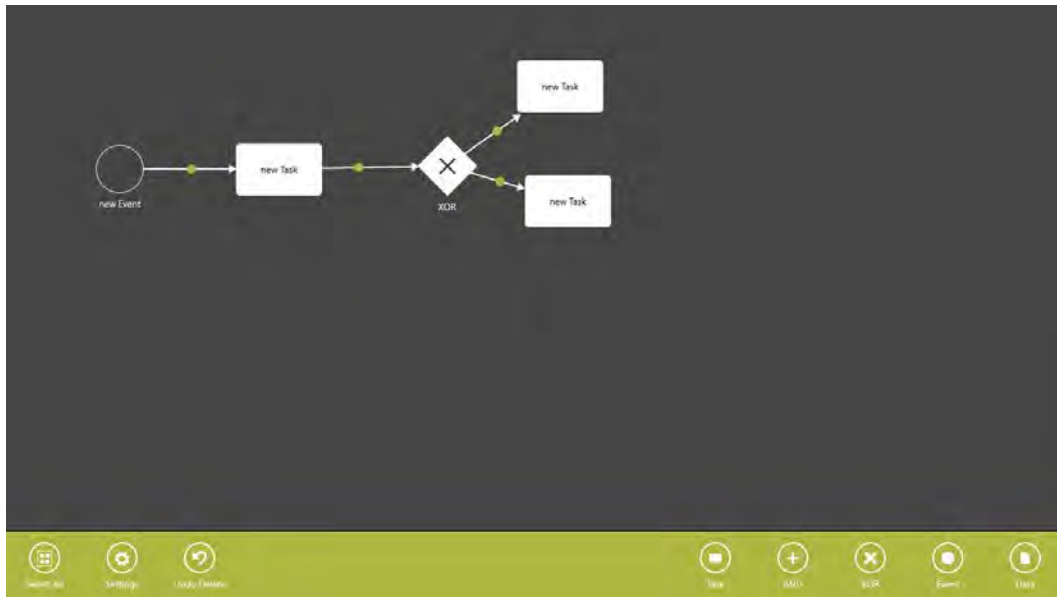 new Task
new Task
new Event
XOR
new Task
Select All
Settings
Undo Delete
Task
AND
XOR
Event
Data